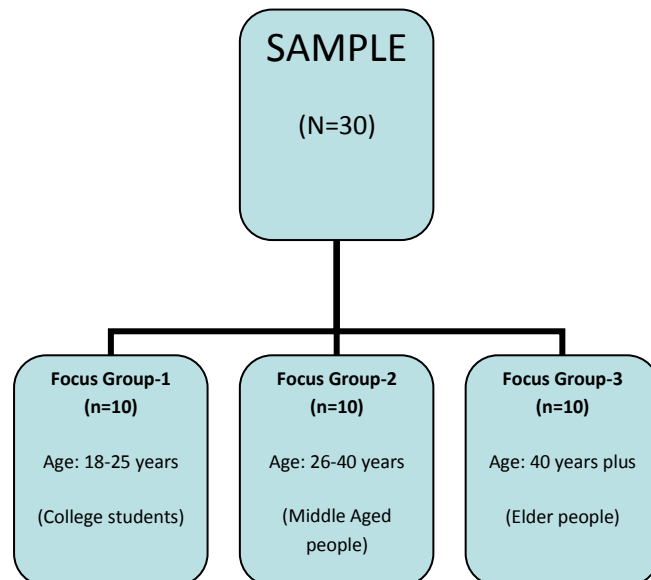 SAMPLE
(N=30)
Focus Group-1
(n=10)
Age: 18-25 years
(College students)
Focus Group-2
(n=10)
Age: 26-40 years
(Middle Aged
people)
Focus Group-3
(n=10)
Age: 40 years plus
(Elder people)